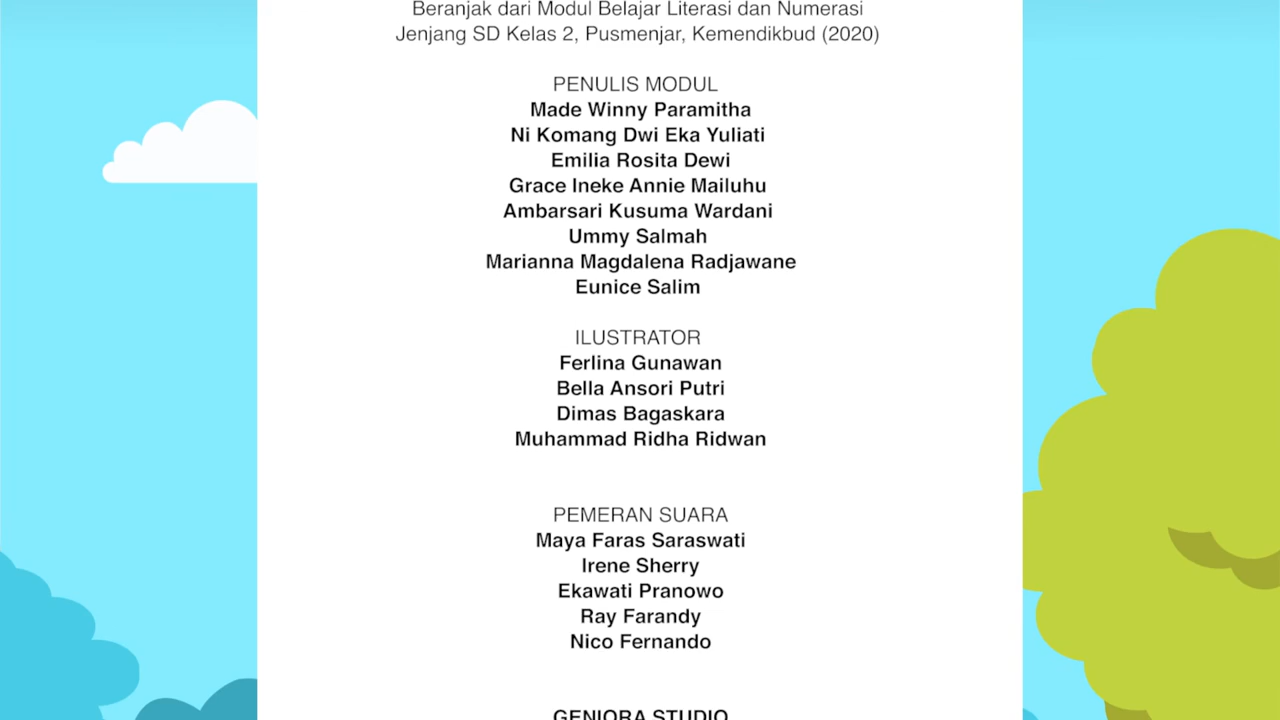 Beranjak dari Modul Belajar Literasi dan Numerasi
Jenjang SD Kelas 2, Pusmenjar, Kemendikbud (2020)
PENULIS MODUL
Made Winny Paramitha
Ni Komang Dwi Eka Yuliati
Emilia Rosita Dewi
Grace Ineke Annie Mailuhu
Ambarsari Kusuma Wardani
Ummy Salmah
Marianna Magdalena Radjawane
Eunice Salim
ILUSTRATOR
Ferlina Gunawan
Bella Ansori Putri
Dimas Bagaskara
Muhammad Ridha Ridwan
PEMERAN SUARA
Maya Faras Saraswati
Irene Sherry
Ekawati Pranowo
Ray Farandy
Nico Fernando
GENIORA STUDIO